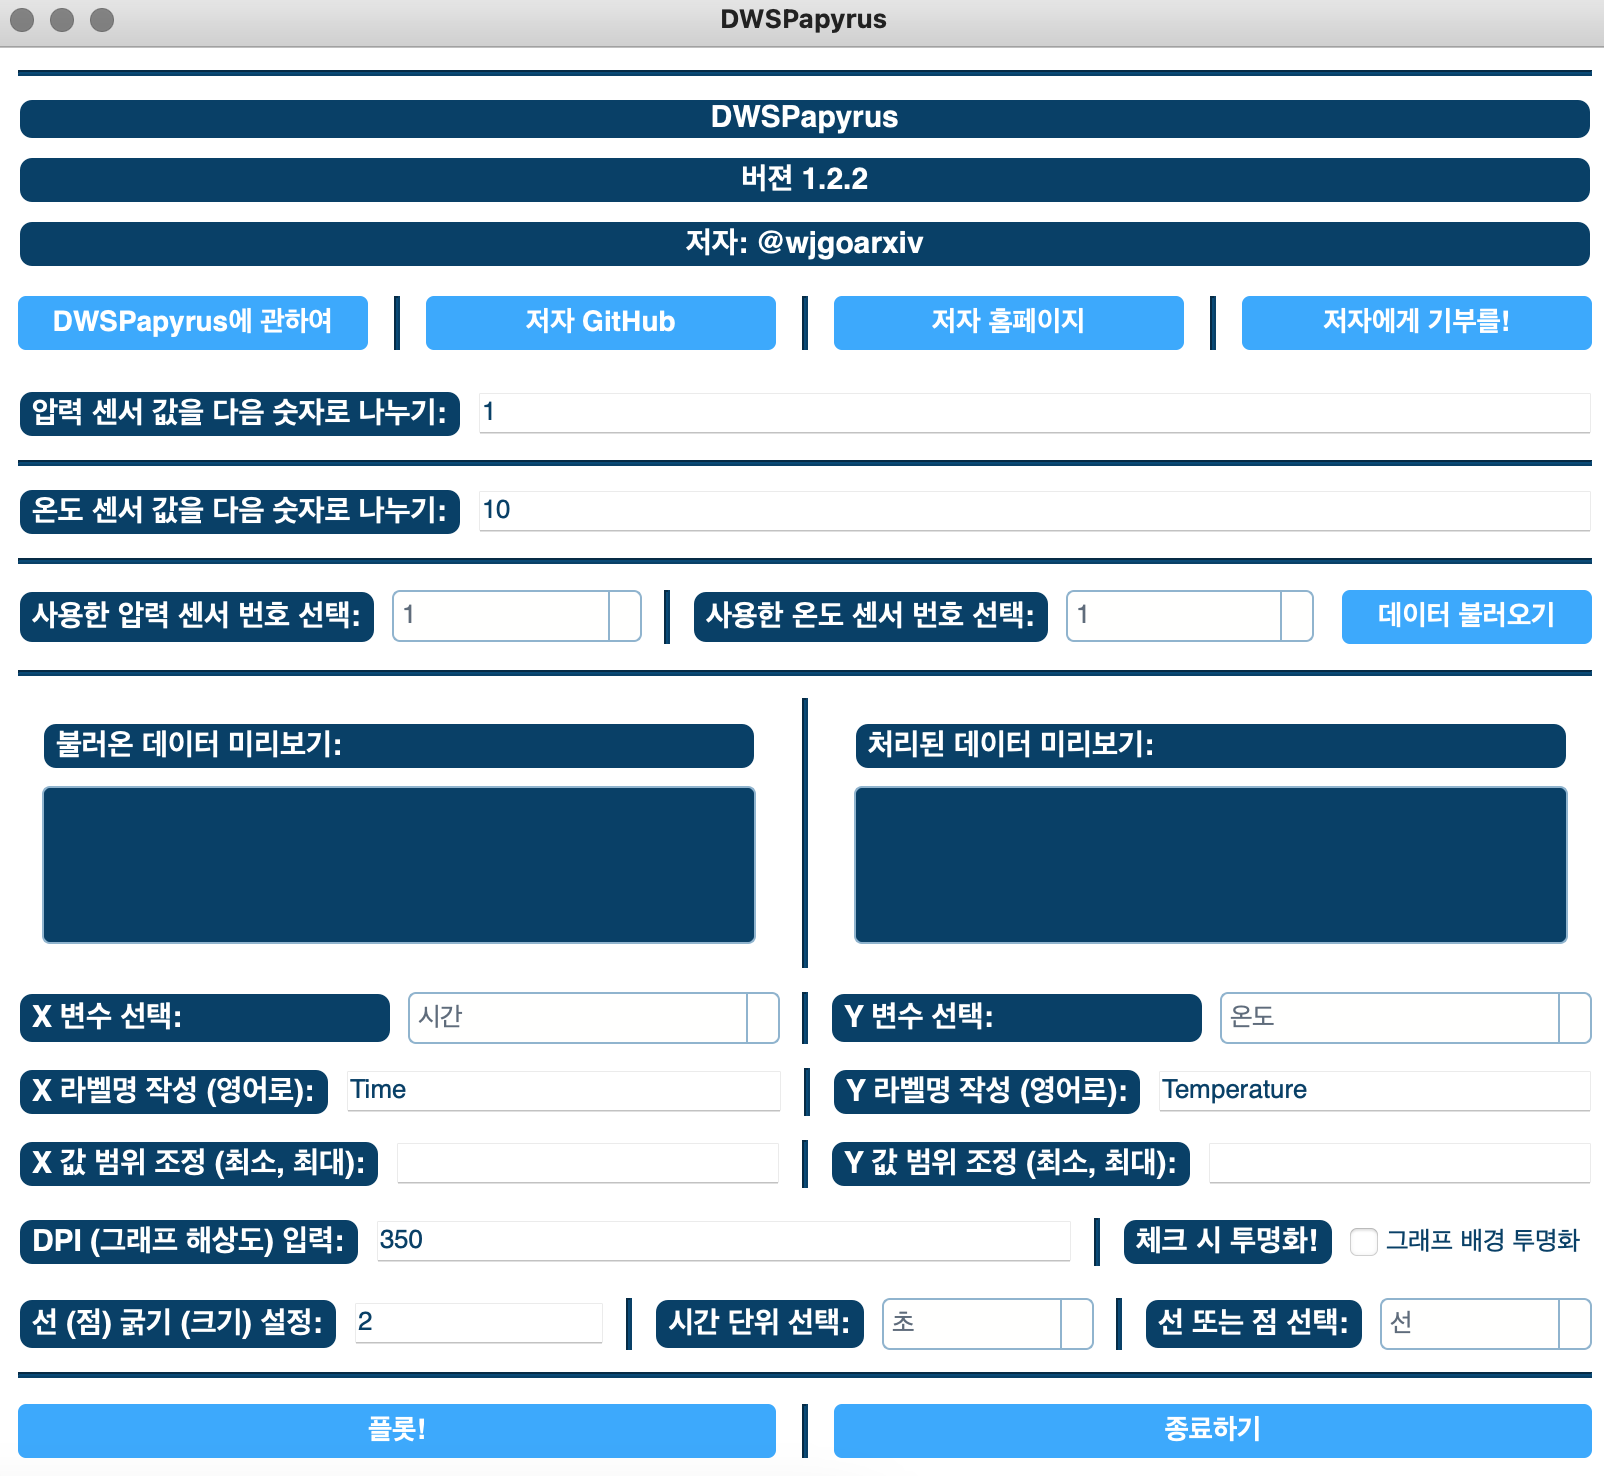 DWSPapyrus
DWSPapyrus
버젼 1.2.2
저자: @wjgoarxiv
DWSPapyrus에 관하여 저자 GitHub 저자 홈페이지 저자에게 기부를!
압력 센서 값을 다음 숫자로 나누기: 1
온도 센서 값을 다음 숫자로 나누기: 10
사용한 압력 센서 번호 선택: 1 사용한 온도 센서 번호 선택: 1 데이터 불러오기
불러온 데이터 미리보기: 처리된 데이터 미리보기:
X 변수 선택: 시간 Y 변수 선택: 온도
X 라벨명 작성 (영어로): Time Y 라벨명 작성 (영어로): Temperature
X 값 범위 조정 (최소, 최대): Y 값 범위 조정 (최소, 최대):
DPI (그래프 해상도) 입력: 350 체크 시 투명화! 그래프 배경 투명화
선 (점) 굵기 (크기) 설정: 2 시간 단위 선택: 초 선 또는 점 선택: 선
플롯! 종료하기